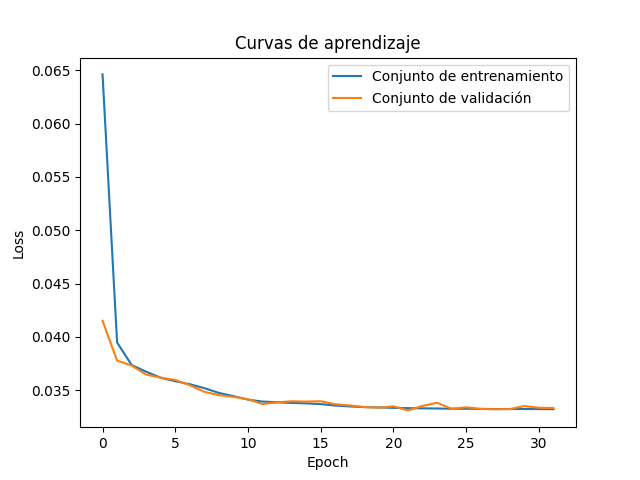 Curvas de aprendizaje
Conjunto de entrenamiento
Conjunto de validación
Loss
0.065
0.060
0.055
0.050
0.045
0.040
0.035
0
5
10
15
20
25
30
Epoch